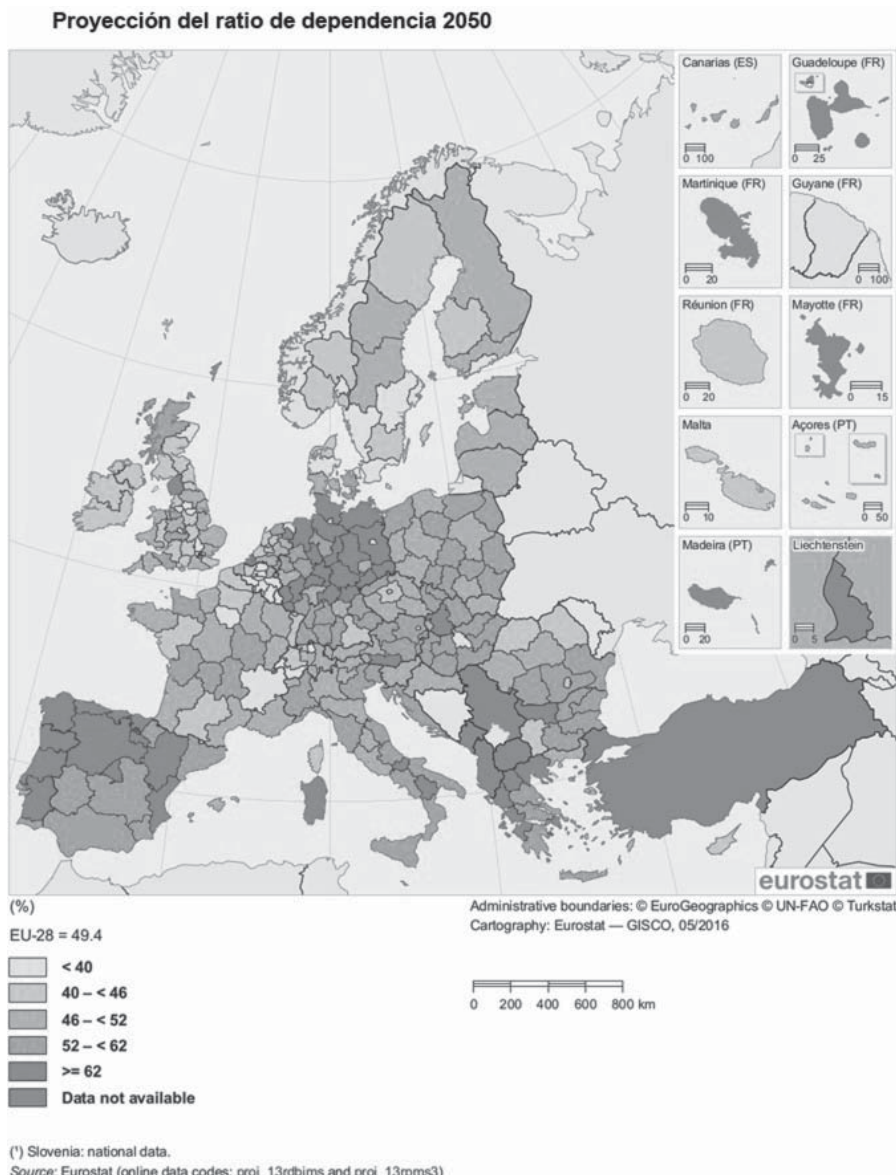 Proyección del ratio de dependencia 2050
Canarias (ES)
0 100
Guadeloupe (FR)
0 25
Martinique (FR)
0 20
Guyane (FR)
0 100
Réunion (FR)
0 20
Mayotte (FR)
0 15
Malta
0 10
Açores (PT)
0 50
Madeira (PT)
0 20
Liechtenstein
0 5
eurostat
(%)
Administrative boundaries: © EuroGeographics © UN-FAO © Turkstat
Cartography: Eurostat — GISCO, 05/2016
EU-28 = 49.4
< 40
40 – < 46
46 – < 52
52 – < 62
>= 62
Data not available
0 200 400 600 800 km
(¹) Slovenia: national data.
Source: Eurostat (online data codes: proj_13rdbims and proj_13rpms3)